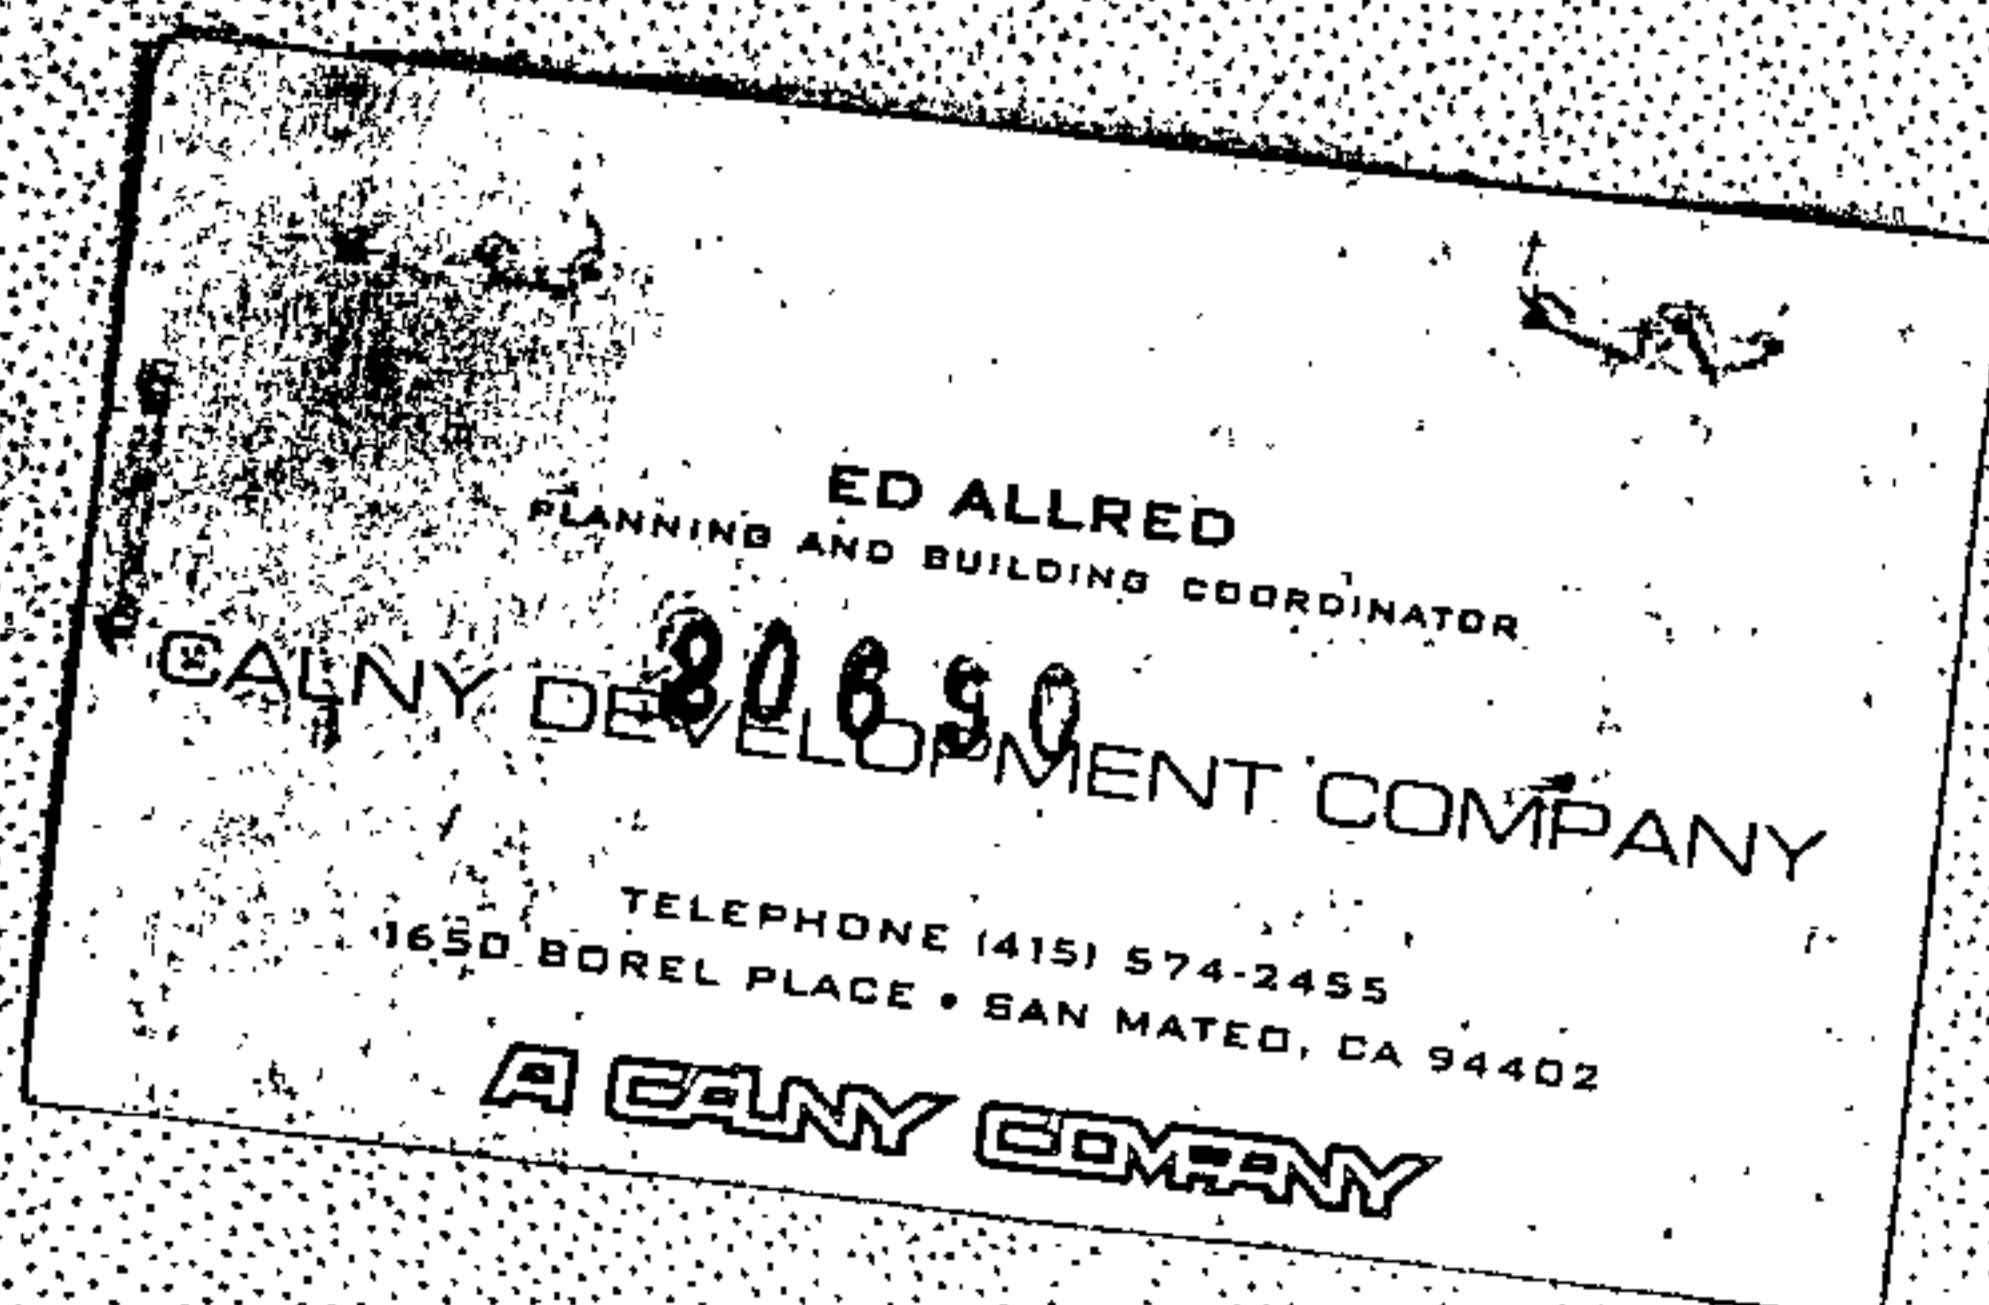 ED ALLRED
PLANNING AND BUILDING COORDINATOR
80690
CALNY DEVELOPMENT COMPANY
TELEPHONE (415) 574-2455
1650 BOREL PLACE • SAN MATEO, CA 94402
A CALNY COMPANY